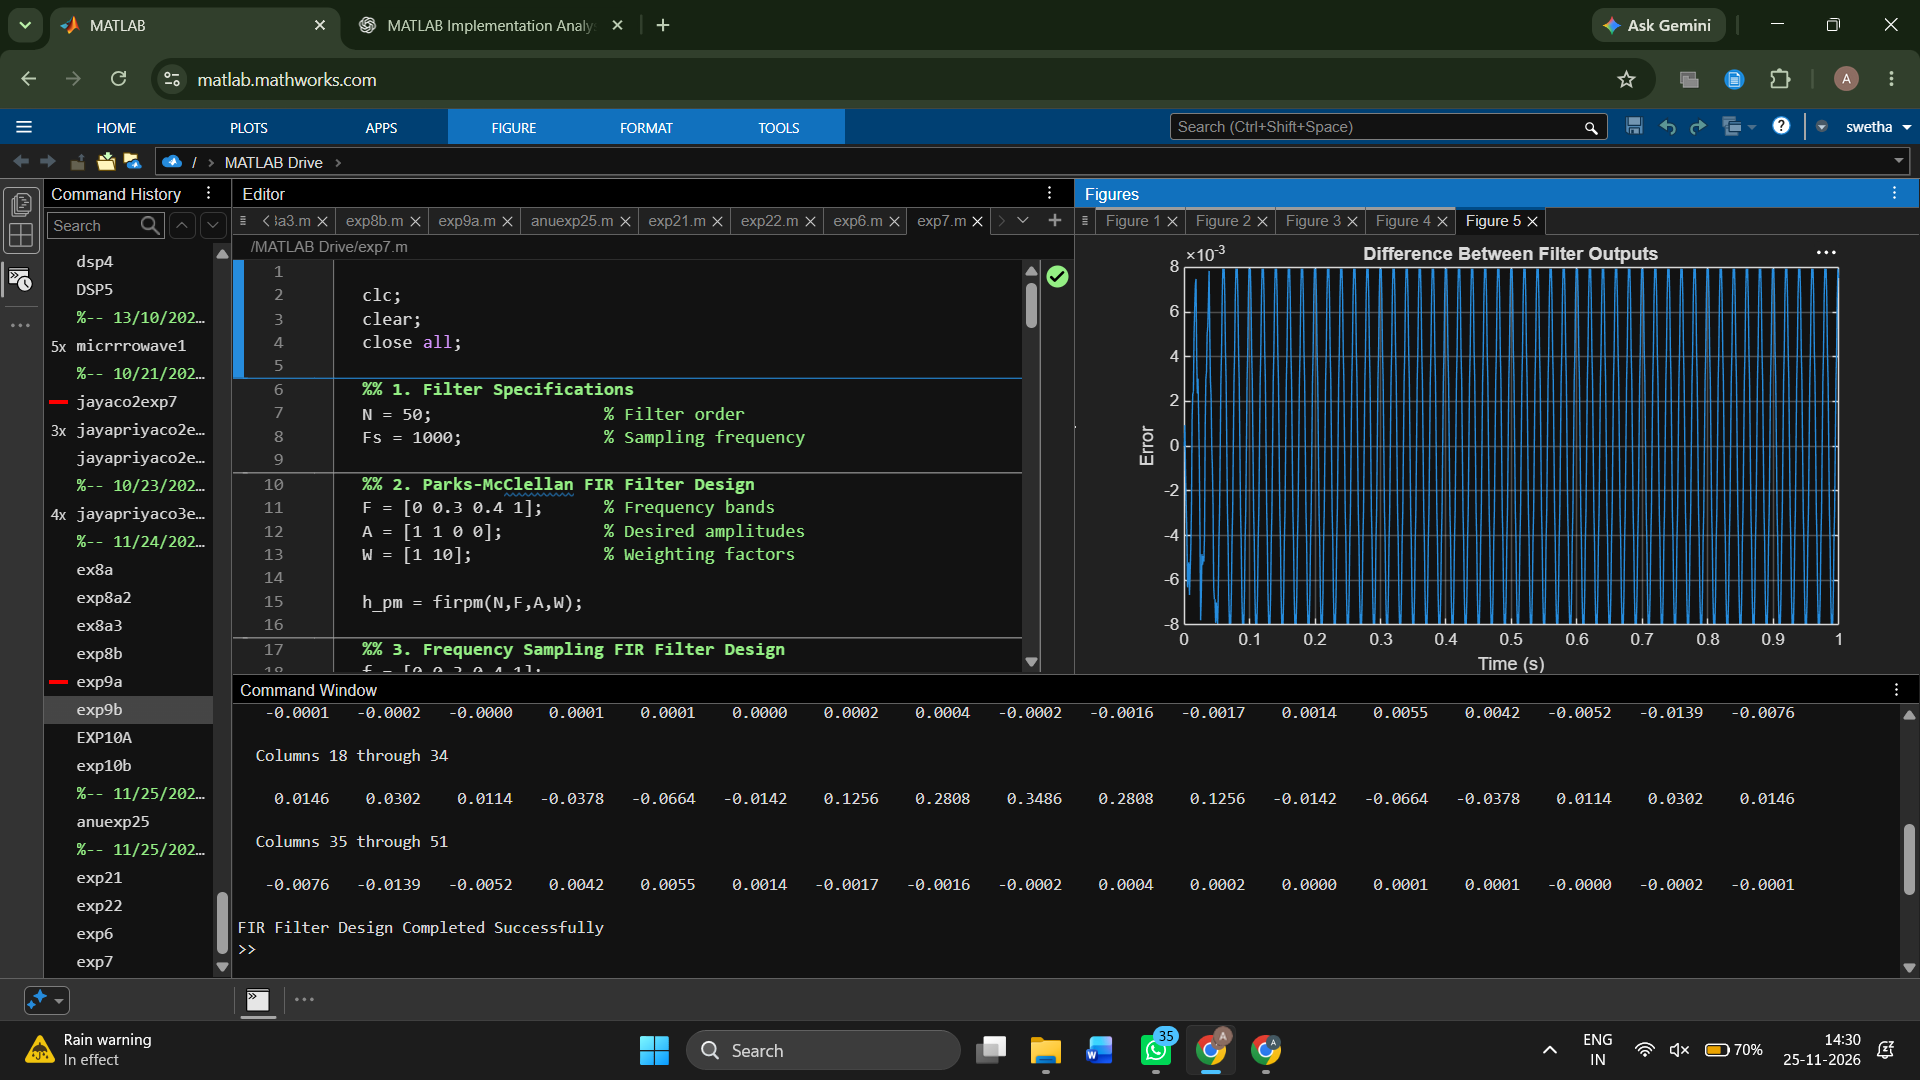 MATLAB
MATLAB Implementation Analy
Ask Gemini
matlab.mathworks.com
A
HOME PLOTS APPS FIGURE FORMAT TOOLS
Search (Ctrl+Shift+Space)
swetha
/ › MATLAB Drive ›
Command History
Search
dsp4
DSP5
%-- 13/10/202...
5x micrrrowave1
%-- 10/21/202...
jayaco2exp7
3x jayapriyaco2e...
jayapriyaco2e...
%-- 10/23/202...
4x jayapriyaco3e...
%-- 11/24/202...
ex8a
exp8a2
ex8a3
exp8b
exp9a
exp9b
EXP10A
exp10b
%-- 11/25/202...
anuexp25
%-- 11/25/202...
exp21
exp22
exp6
exp7
Editor
a3.m exp8b.m exp9a.m anuexp25.m exp21.m exp22.m exp6.m exp7.m
/MATLAB Drive/exp7.m
1
2 clc;
3 clear;
4 close all;
5
6 %% 1. Filter Specifications
7 N = 50; % Filter order
8 Fs = 1000; % Sampling frequency
9
10 %% 2. Parks-McClellan FIR Filter Design
11 F = [0 0.3 0.4 1]; % Frequency bands
12 A = [1 1 0 0]; % Desired amplitudes
13 W = [1 10]; % Weighting factors
14
15 h_pm = firpm(N,F,A,W);
16
17 %% 3. Frequency Sampling FIR Filter Design
18 f = [0 0.3 0.4 1];
Figures
Figure 1 Figure 2 Figure 3 Figure 4 Figure 5
×10-3
Difference Between Filter Outputs
8
6
4
2
0
-2
-4
-6
-8
Error
0 0.1 0.2 0.3 0.4 0.5 0.6 0.7 0.8 0.9 1
Time (s)
Command Window
-0.0001 -0.0002 -0.0000 0.0001 0.0001 0.0000 0.0002 0.0004 -0.0002 -0.0016 -0.0017 0.0014 0.0055 0.0042 -0.0052 -0.0139 -0.0076
Columns 18 through 34
0.0146 0.0302 0.0114 -0.0378 -0.0664 -0.0142 0.1256 0.2808 0.3486 0.2808 0.1256 -0.0142 -0.0664 -0.0378 0.0114 0.0302 0.0146
Columns 35 through 51
-0.0076 -0.0139 -0.0052 0.0042 0.0055 0.0014 -0.0017 -0.0016 -0.0002 0.0004 0.0002 0.0000 0.0001 0.0001 -0.0000 -0.0002 -0.0001
FIR Filter Design Completed Successfully
>>
Rain warning
In effect
Search
35
A
A
ENG
IN
70%
14:30
25-11-2026